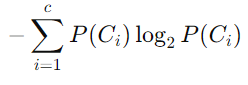 − ∑_{i=1}^{c} P(C_i) log_2 P(C_i)